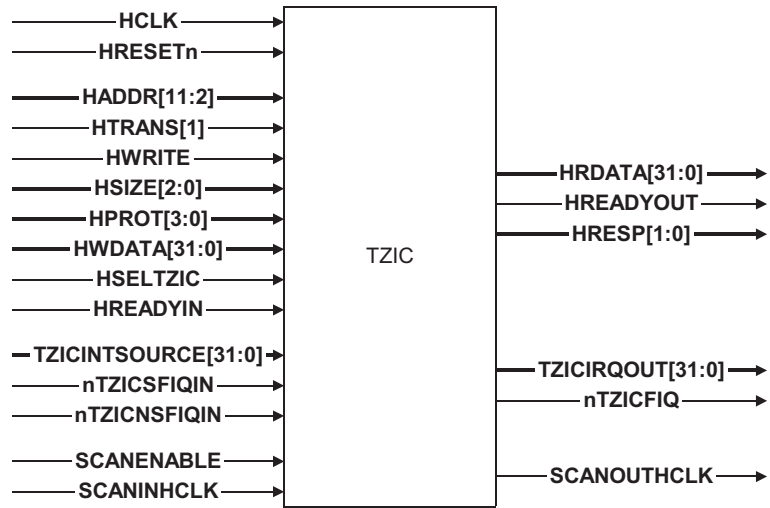 HCLK
HRESETn
HADDR[11:2]
HTRANS[1]
HWRITE
HSIZE[2:0]
HPROT[3:0]
HWDATA[31:0]
HSELTZIC
HREADYIN
TZICINTSOURCE[31:0]
nTZICSFIQIN
nTZICNSFIQIN
SCANENABLE
SCANINHCLK
TZIC
HRDATA[31:0]
HREADYOUT
HRESP[1:0]
TZICIRQOUT[31:0]
nTZICFIQ
SCANOUTHCLK